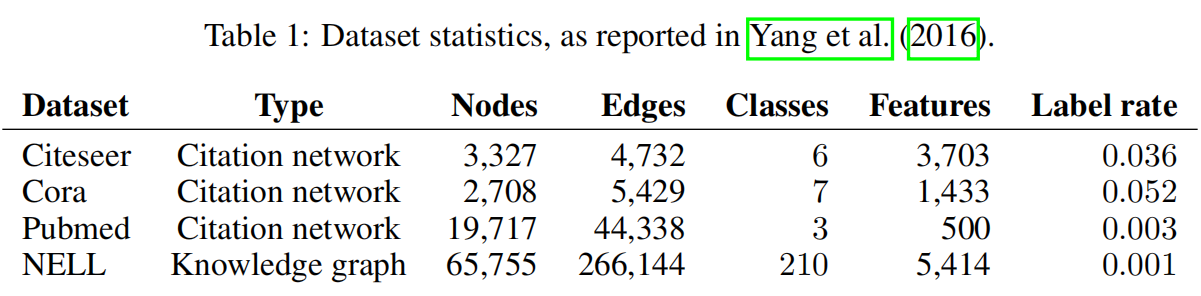 Table 1: Dataset statistics, as reported in Yang et al. (2016).
Dataset Type Nodes Edges Classes Features Label rate
Citeseer Citation network 3,327 4,732 6 3,703 0.036
Cora Citation network 2,708 5,429 7 1,433 0.052
Pubmed Citation network 19,717 44,338 3 500 0.003
NELL Knowledge graph 65,755 266,144 210 5,414 0.001